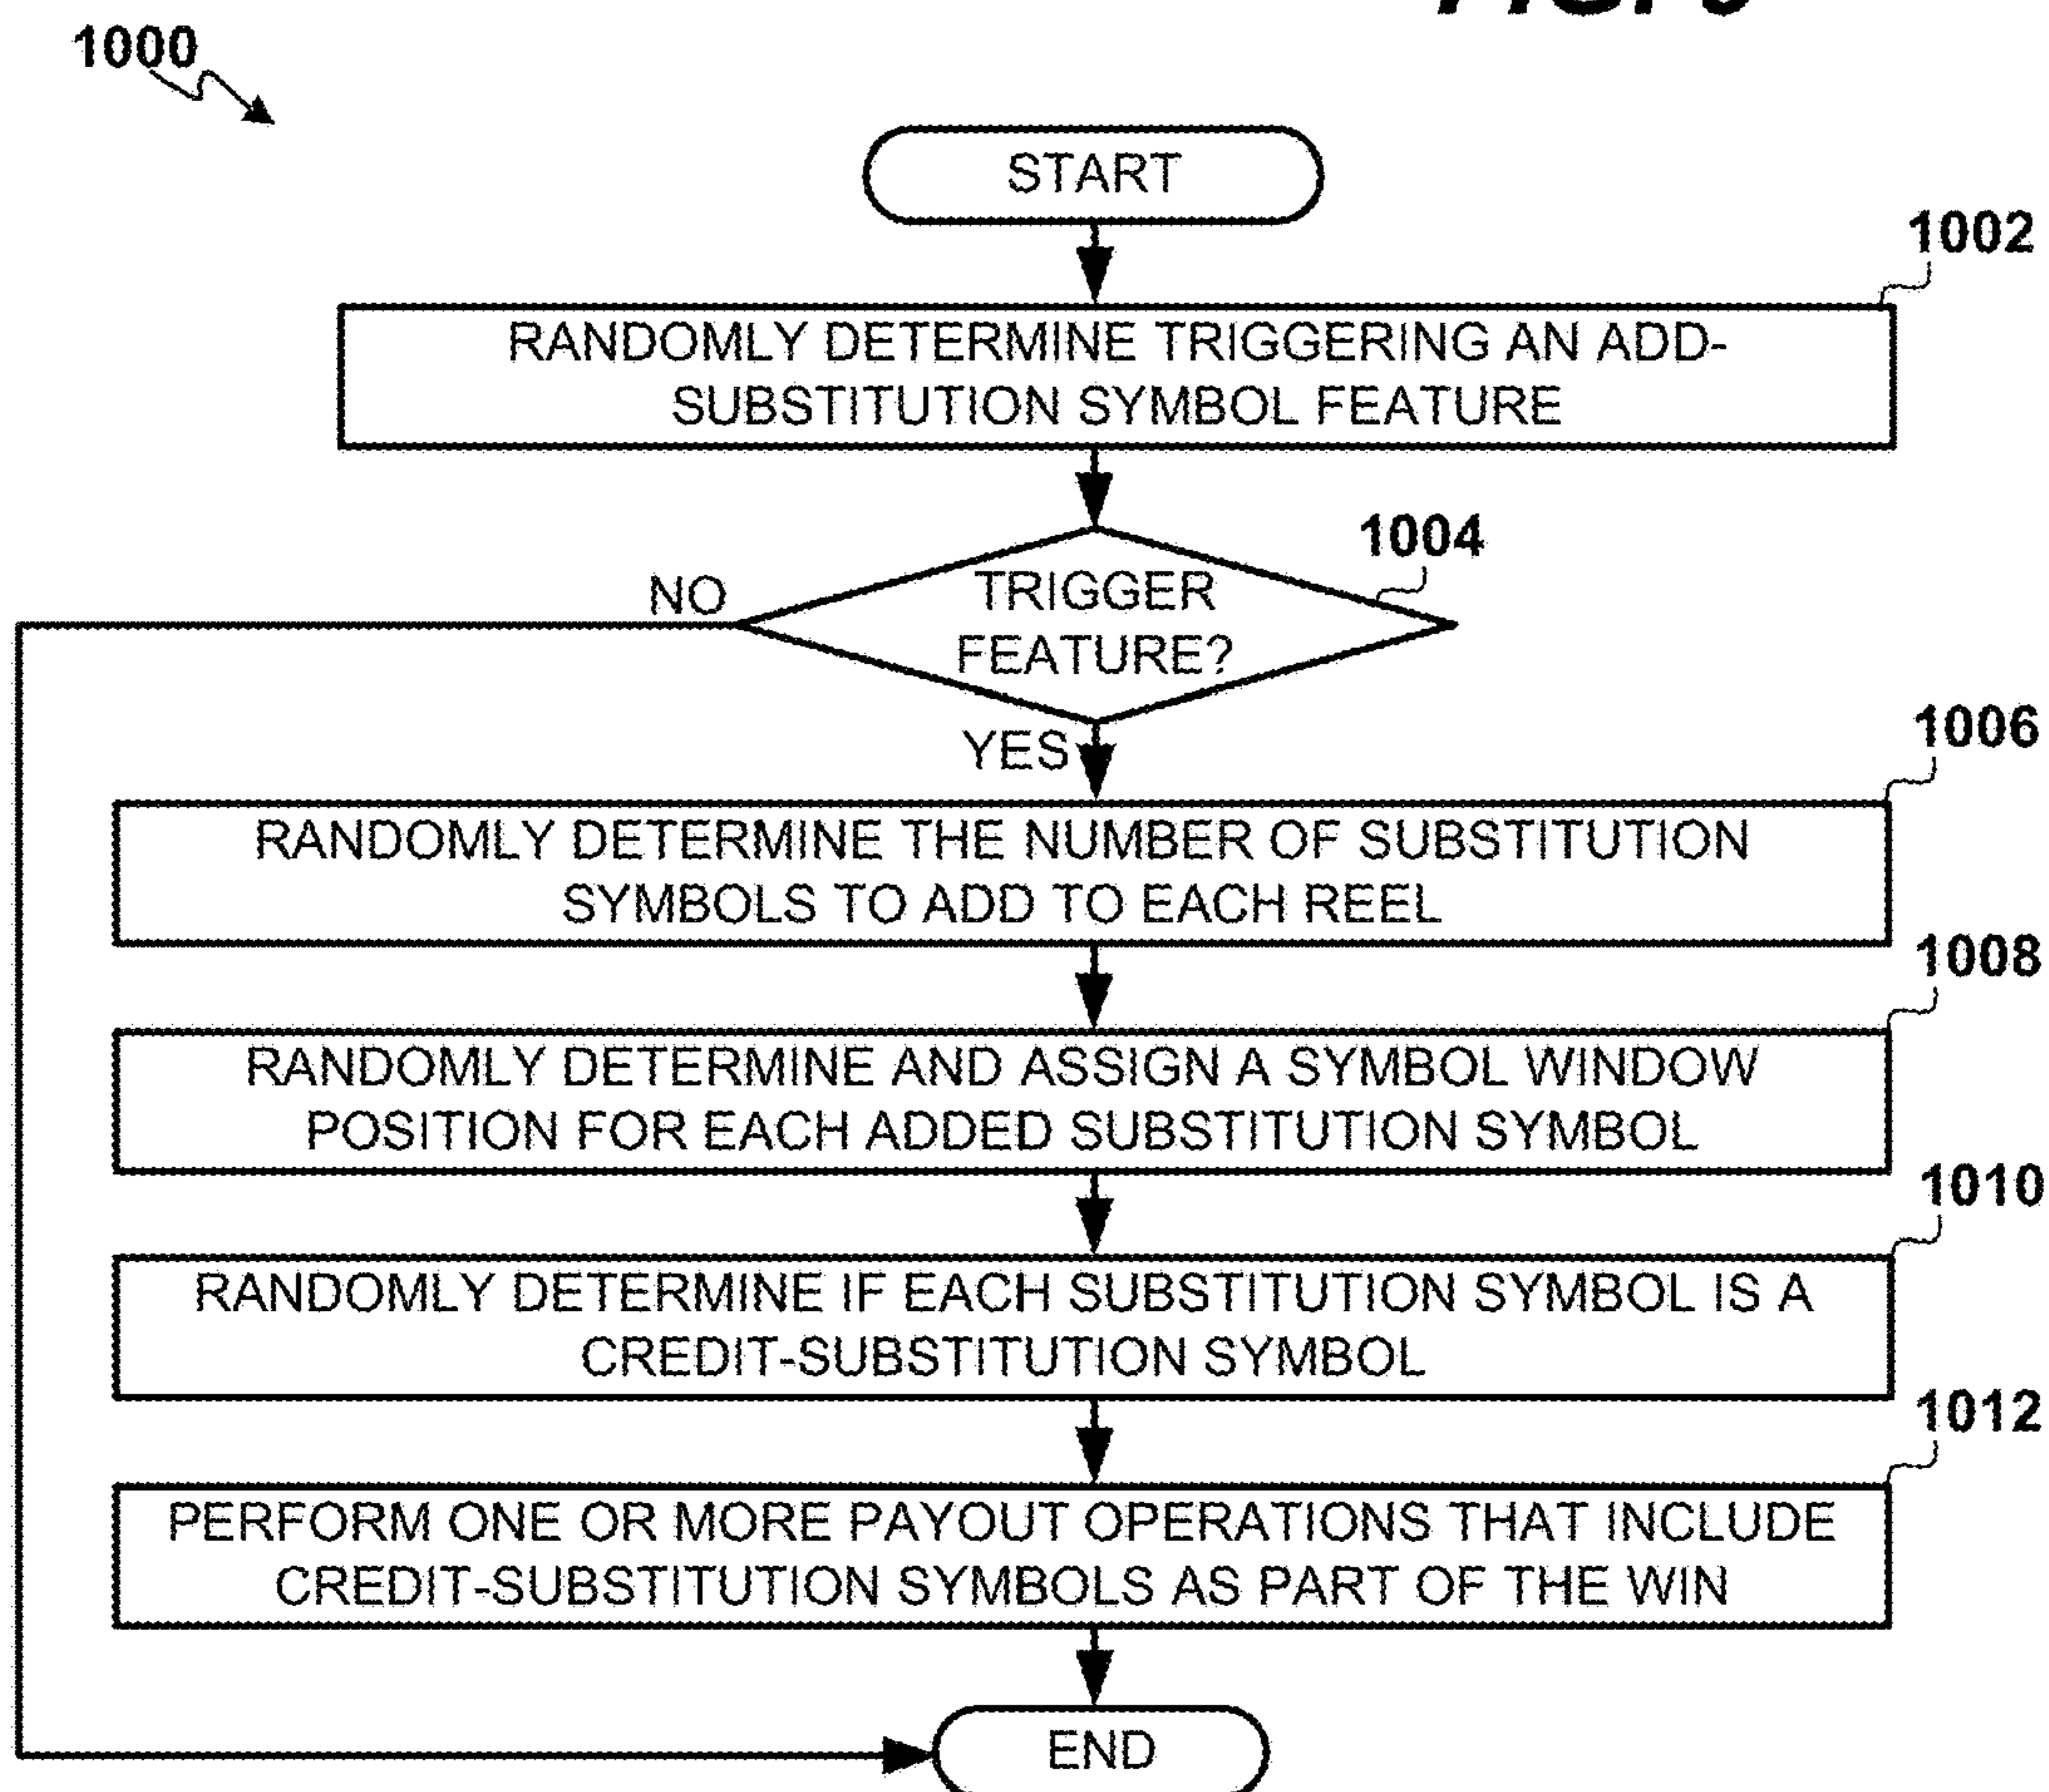 1000
START
1002
RANDOMLY DETERMINE TRIGGERING AN ADD-
SUBSTITUTION SYMBOL FEATURE
1004
NO
TRIGGER
FEATURE?
YES
1006
RANDOMLY DETERMINE THE NUMBER OF SUBSTITUTION
SYMBOLS TO ADD TO EACH REEL
1008
RANDOMLY DETERMINE AND ASSIGN A SYMBOL WINDOW
POSITION FOR EACH ADDED SUBSTITUTION SYMBOL
1010
RANDOMLY DETERMINE IF EACH SUBSTITUTION SYMBOL IS A
CREDIT-SUBSTITUTION SYMBOL
1012
PERFORM ONE OR MORE PAYOUT OPERATIONS THAT INCLUDE
CREDIT-SUBSTITUTION SYMBOLS AS PART OF THE WIN
END